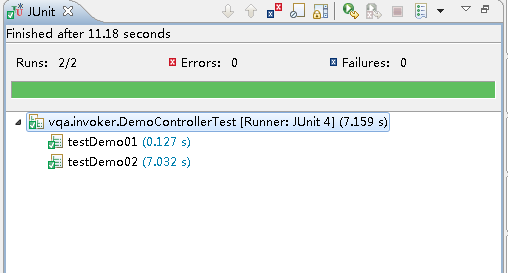 JUnit
Finished after 11.18 seconds
Runs: 2/2 Errors: 0 Failures: 0
vqa.invoker.DemoControllerTest [Runner: JUnit 4] (7.159 s)
testDemo01 (0.127 s)
testDemo02 (7.032 s)